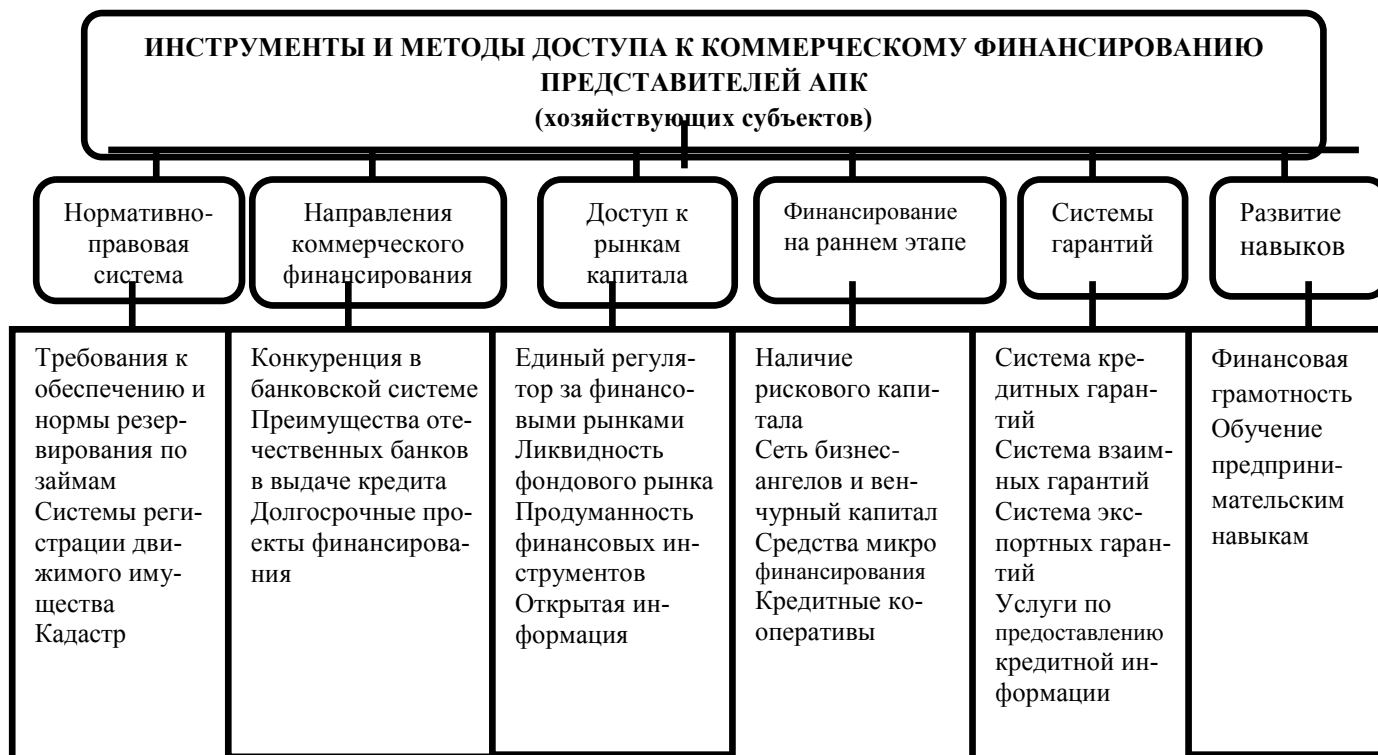 ИНСТРУМЕНТЫ И МЕТОДЫ ДОСТУПА К КОММЕРЧЕСКОМУ ФИНАНСИРОВАНИЮ
ПРЕДСТАВИТЕЛЕЙ АПК
(хозяйствующих субъектов)
Нормативно-
правовая
система
Направления
коммерческого
финансирования
Доступ к
рынкам
капитала
Финансирование
на раннем этапе
Системы
гарантий
Развитие
навыков
Требования к
обеспечению и
нормы резер-
вирования по
займам
Системы реги-
страции дви-
жимого иму-
щества
Кадастр
Конкуренция в
банковской системе
Преимущества оте-
чественных банков
в выдаче кредита
Долгосрочные про-
екты финансирова-
ния
Единый регуля-
тор за финансо-
выми рынками
Ликвидность
фондового рынка
Продуманность
финансовых ин-
струментов
Открытая ин-
формация
Наличие
рискового капи-
тала
Сеть бизнес-
ангелов и вен-
чурный капитал
Средства микро
финансирования
Кредитные ко-
оперативы
Система кре-
дитных гаран-
тий
Система взаим-
ных гарантий
Система экс-
портных гаран-
тий
Услуги по
предоставлению
кредитной ин-
формации
Финансовая
грамотность
Обучение
предприни-
мательским
навыкам